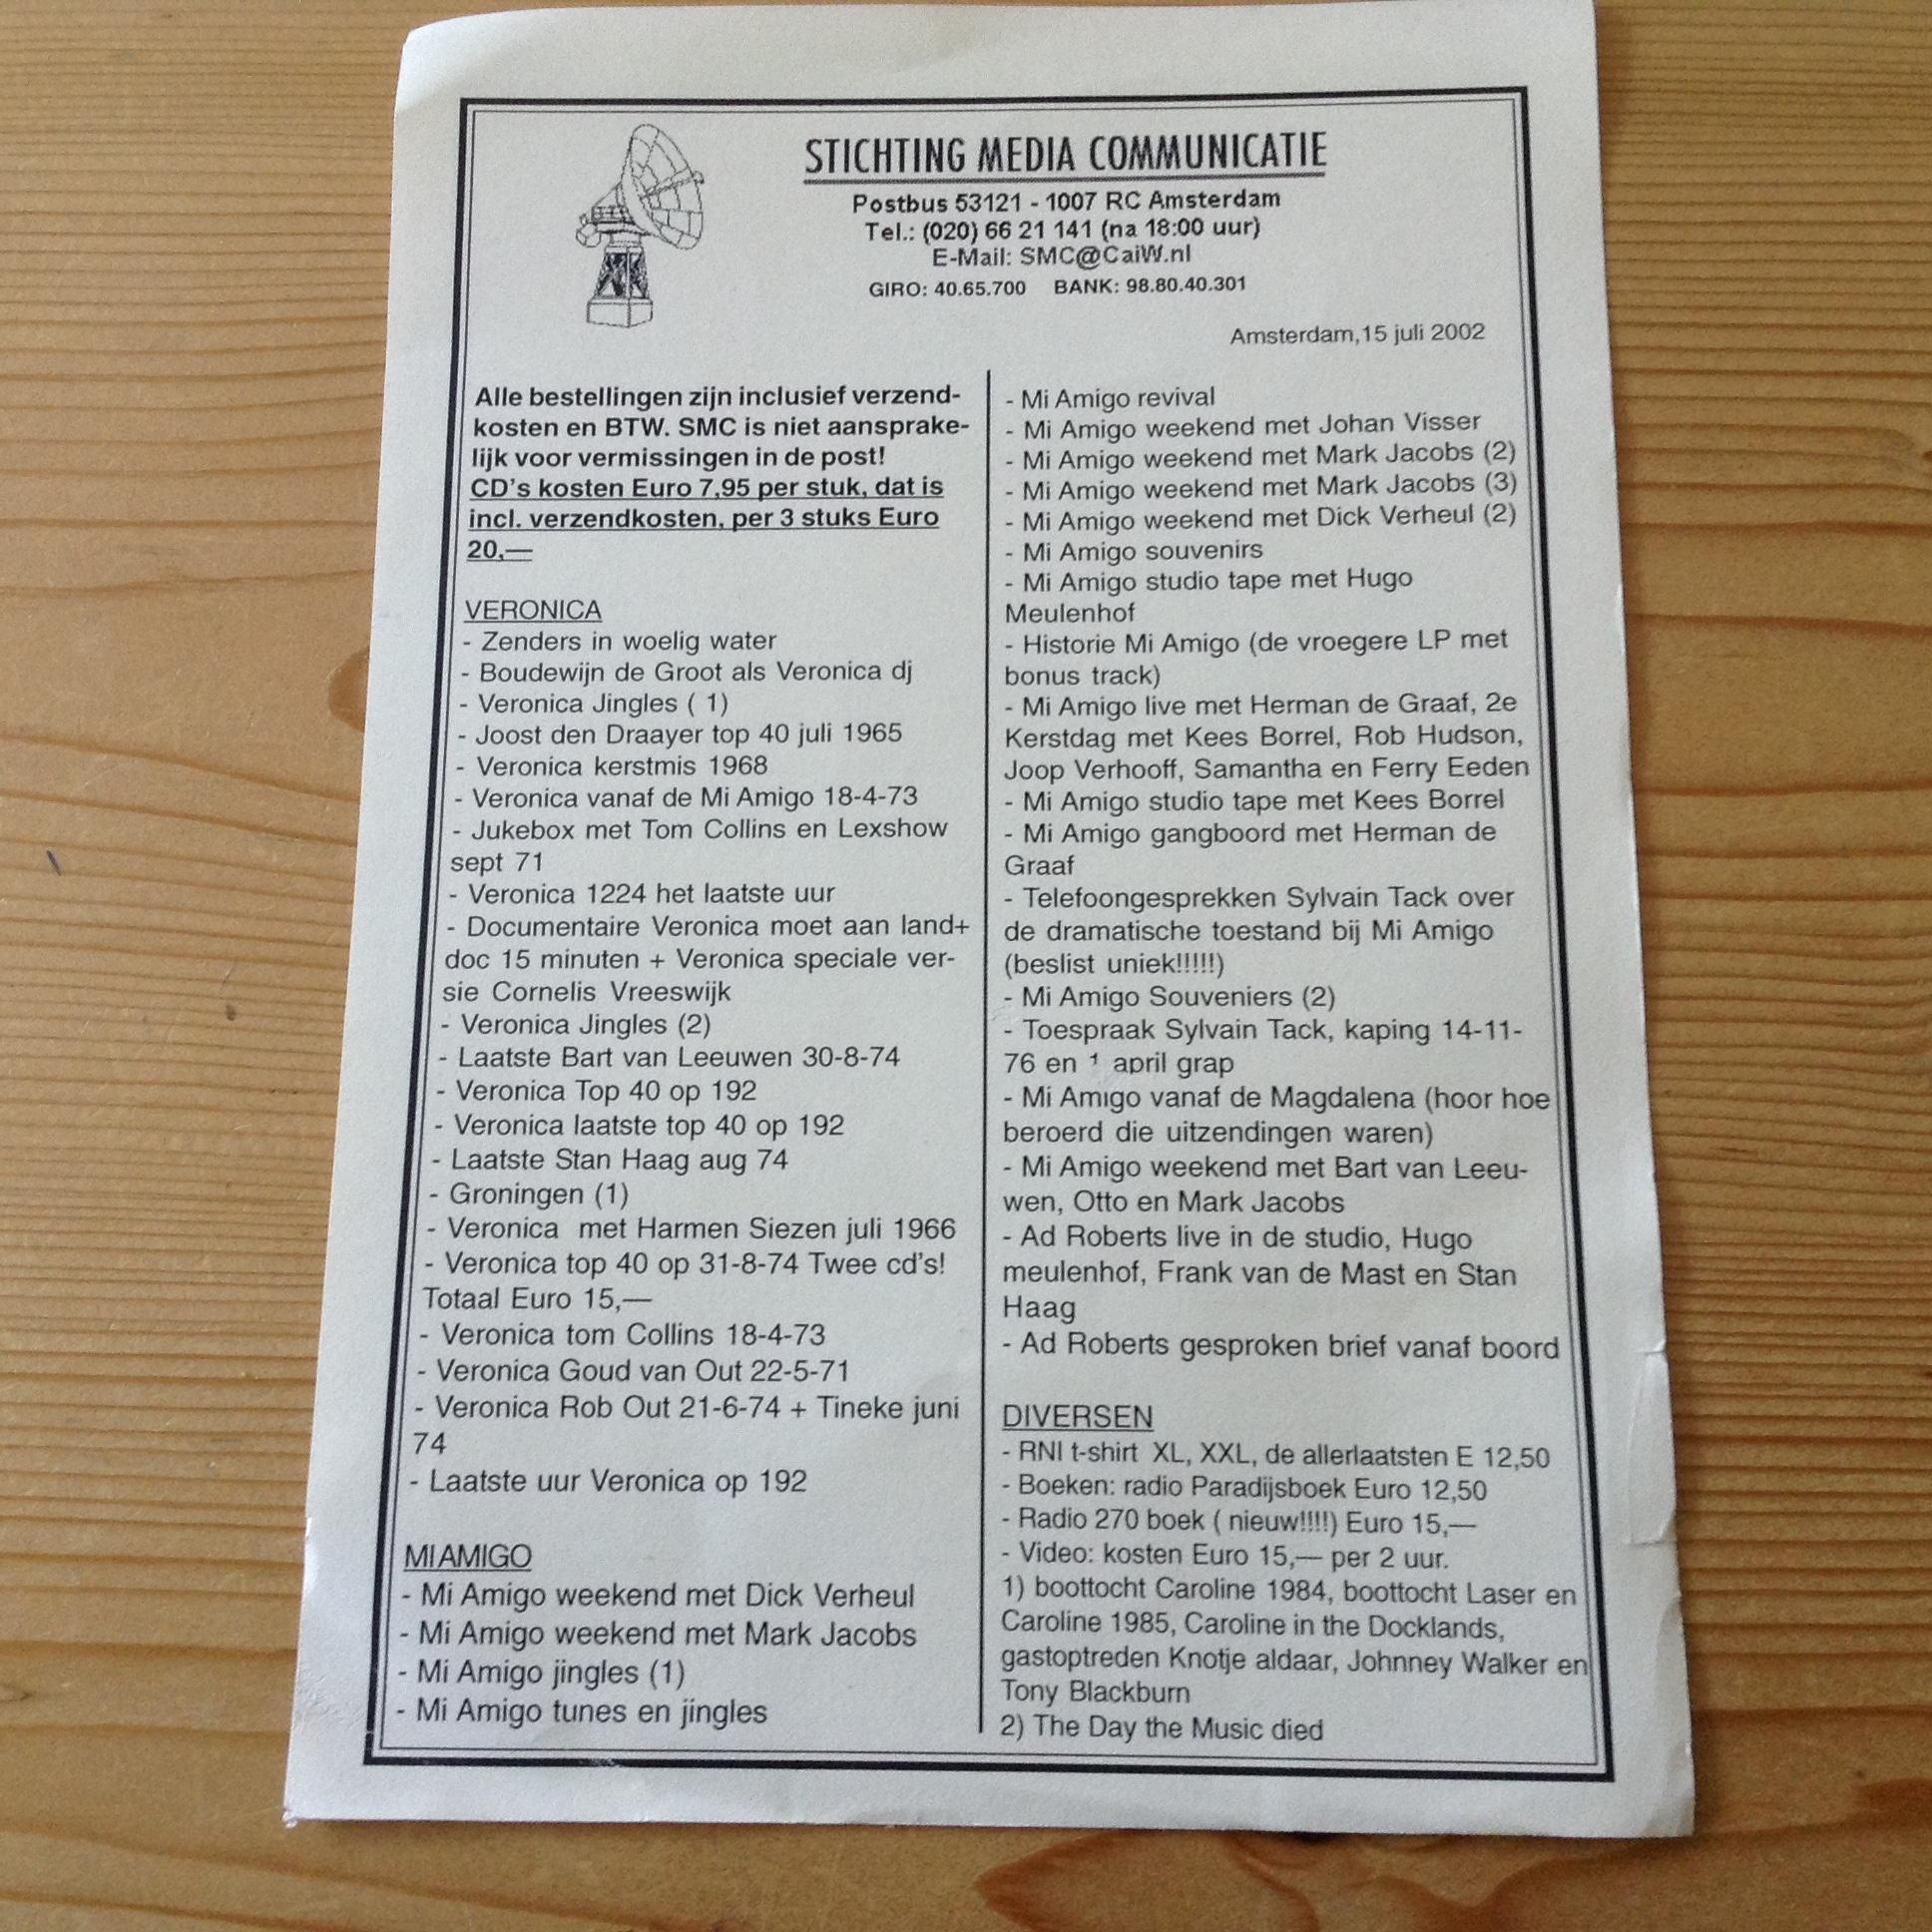 STICHTING MEDIA COMMUNICATIE
Postbus 53121 - 1007 RC Amsterdam
Tel.: (020) 66 21 141 (na 18:00 uur)
E-Mail: SMC@CaiW.nl
GIRO: 40.65.700 BANK: 98.80.40.301
Amsterdam,15 juli 2002
Alle bestellingen zijn inclusief verzend-
kosten en BTW. SMC is niet aansprake-
lijk voor vermissingen in de post!
CD's kosten Euro 7,95 per stuk, dat is
incl. verzendkosten, per 3 stuks Euro
20,—
VERONICA
- Zenders in woelig water
- Boudewijn de Groot als Veronica dj
- Veronica Jingles ( 1)
- Joost den Draayer top 40 juli 1965
- Veronica kerstmis 1968
- Veronica vanaf de Mi Amigo 18-4-73
- Jukebox met Tom Collins en Lexshow
sept 71
- Veronica 1224 het laatste uur
- Documentaire Veronica moet aan land+
doc 15 minuten + Veronica speciale ver-
sie Cornelis Vreeswijk
- Veronica Jingles (2)
- Laatste Bart van Leeuwen 30-8-74
- Veronica Top 40 op 192
- Veronica laatste top 40 op 192
- Laatste Stan Haag aug 74
- Groningen (1)
- Veronica met Harmen Siezen juli 1966
- Veronica top 40 op 31-8-74 Twee cd's!
Totaal Euro 15,—
- Veronica tom Collins 18-4-73
- Veronica Goud van Out 22-5-71
- Veronica Rob Out 21-6-74 + Tineke juni
74
- Laatste uur Veronica op 192
MI AMIGO
- Mi Amigo weekend met Dick Verheul
- Mi Amigo weekend met Mark Jacobs
- Mi Amigo jingles (1)
- Mi Amigo tunes en jingles
- Mi Amigo revival
- Mi Amigo weekend met Johan Visser
- Mi Amigo weekend met Mark Jacobs (2)
- Mi Amigo weekend met Mark Jacobs (3)
- Mi Amigo weekend met Dick Verheul (2)
- Mi Amigo souvenirs
- Mi Amigo studio tape met Hugo
Meulenhof
- Historie Mi Amigo (de vroegere LP met
bonus track)
- Mi Amigo live met Herman de Graaf, 2e
Kerstdag met Kees Borrel, Rob Hudson,
Joop Verhooff, Samantha en Ferry Eeden
- Mi Amigo studio tape met Kees Borrel
- Mi Amigo gangboord met Herman de
Graaf
- Telefoongesprekken Sylvain Tack over
de dramatische toestand bij Mi Amigo
(beslist uniek!!!!!)
- Mi Amigo Souveniers (2)
- Toespraak Sylvain Tack, kaping 14-11-
76 en 1 april grap
- Mi Amigo vanaf de Magdalena (hoor hoe
beroerd die uitzendingen waren)
- Mi Amigo weekend met Bart van Leeu-
wen, Otto en Mark Jacobs
- Ad Roberts live in de studio, Hugo
meulenhof, Frank van de Mast en Stan
Haag
- Ad Roberts gesproken brief vanaf boord
DIVERSEN
- RNI t-shirt XL, XXL, de allerlaatsten E 12,50
- Boeken: radio Paradijsboek Euro 12,50
- Radio 270 boek ( nieuw!!!!) Euro 15,—
- Video: kosten Euro 15,— per 2 uur.
1) boottocht Caroline 1984, boottocht Laser en
Caroline 1985, Caroline in the Docklands,
gastoptreden Knotje aldaar, Johnney Walker en
Tony Blackburn
2) The Day the Music died